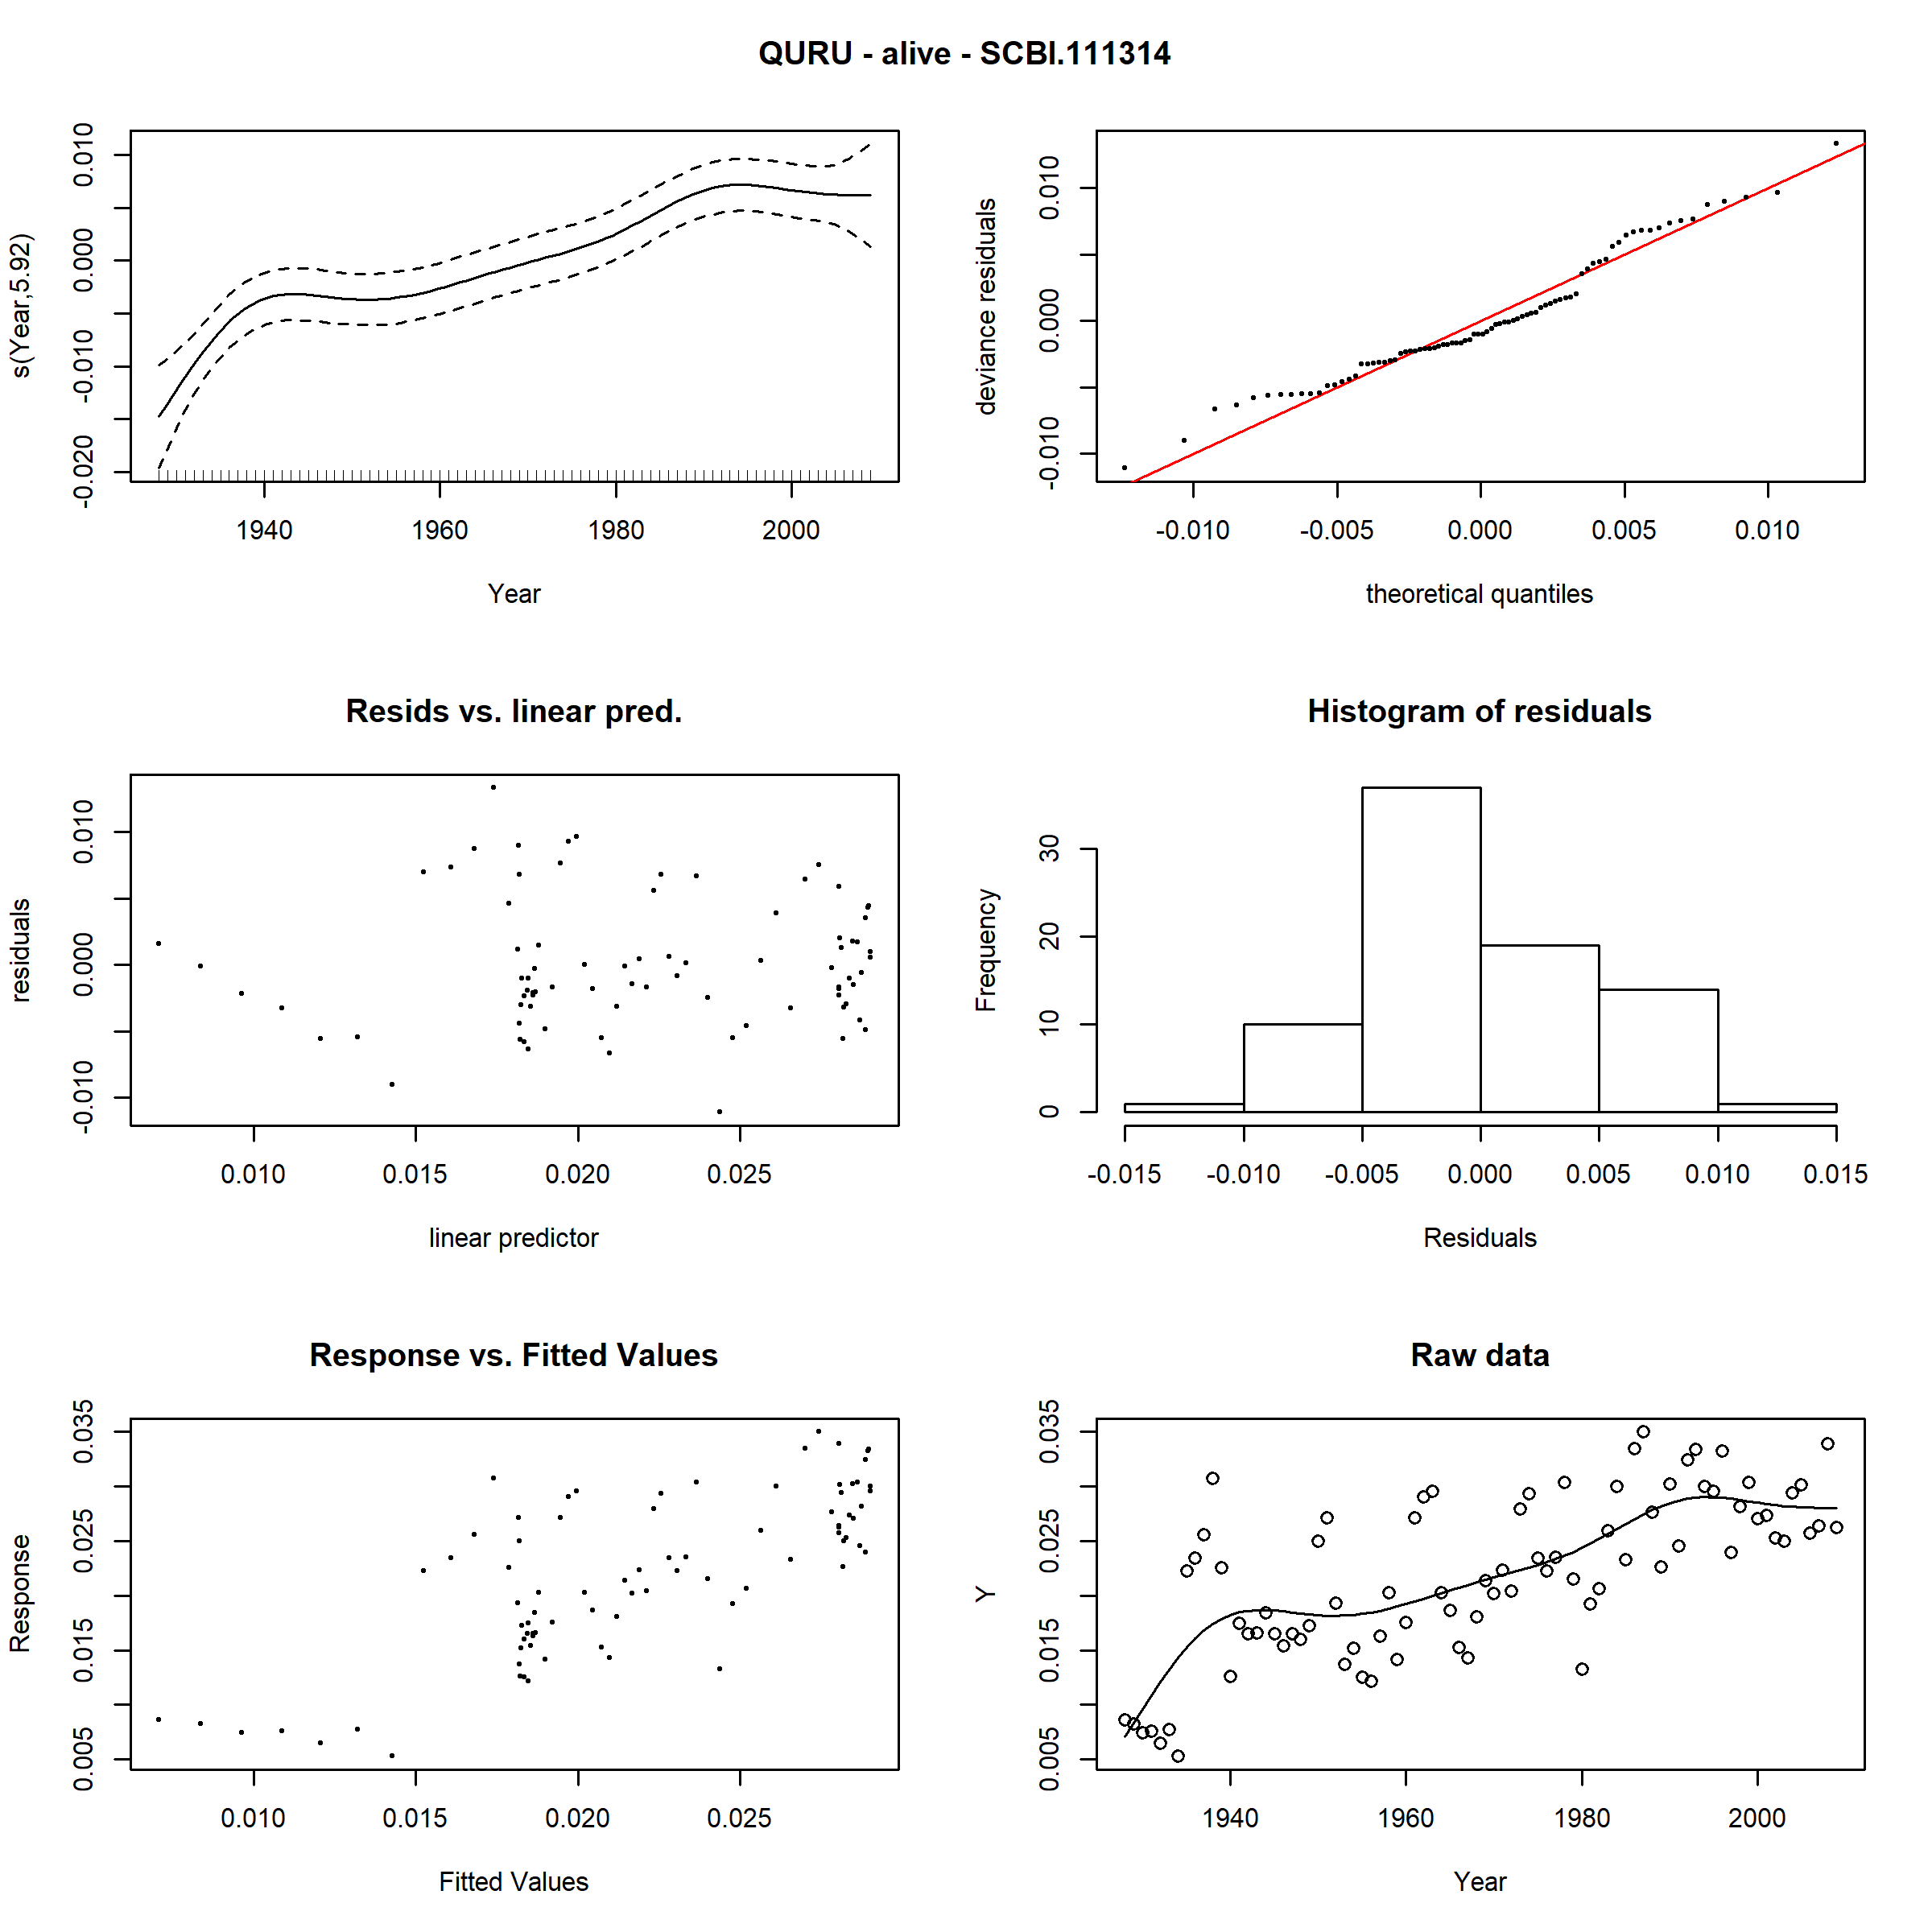 QURU - alive - SCBI.111314
s(Year,5.92)
0.010
0.000
-0.010
-0.020
1940 1960 1980 2000
Year
deviance residuals
0.010
0.000
-0.010
-0.010 -0.005 0.000 0.005 0.010
theoretical quantiles
Resids vs. linear pred.
residuals
0.010
0.000
-0.010
0.010 0.015 0.020 0.025
linear predictor
Histogram of residuals
Frequency
30
20
10
0
-0.015 -0.010 -0.005 0.000 0.005 0.010 0.015
Residuals
Response vs. Fitted Values
Response
0.035
0.025
0.015
0.005
0.010 0.015 0.020 0.025
Fitted Values
Raw data
Y
0.035
0.025
0.015
0.005
1940 1960 1980 2000
Year